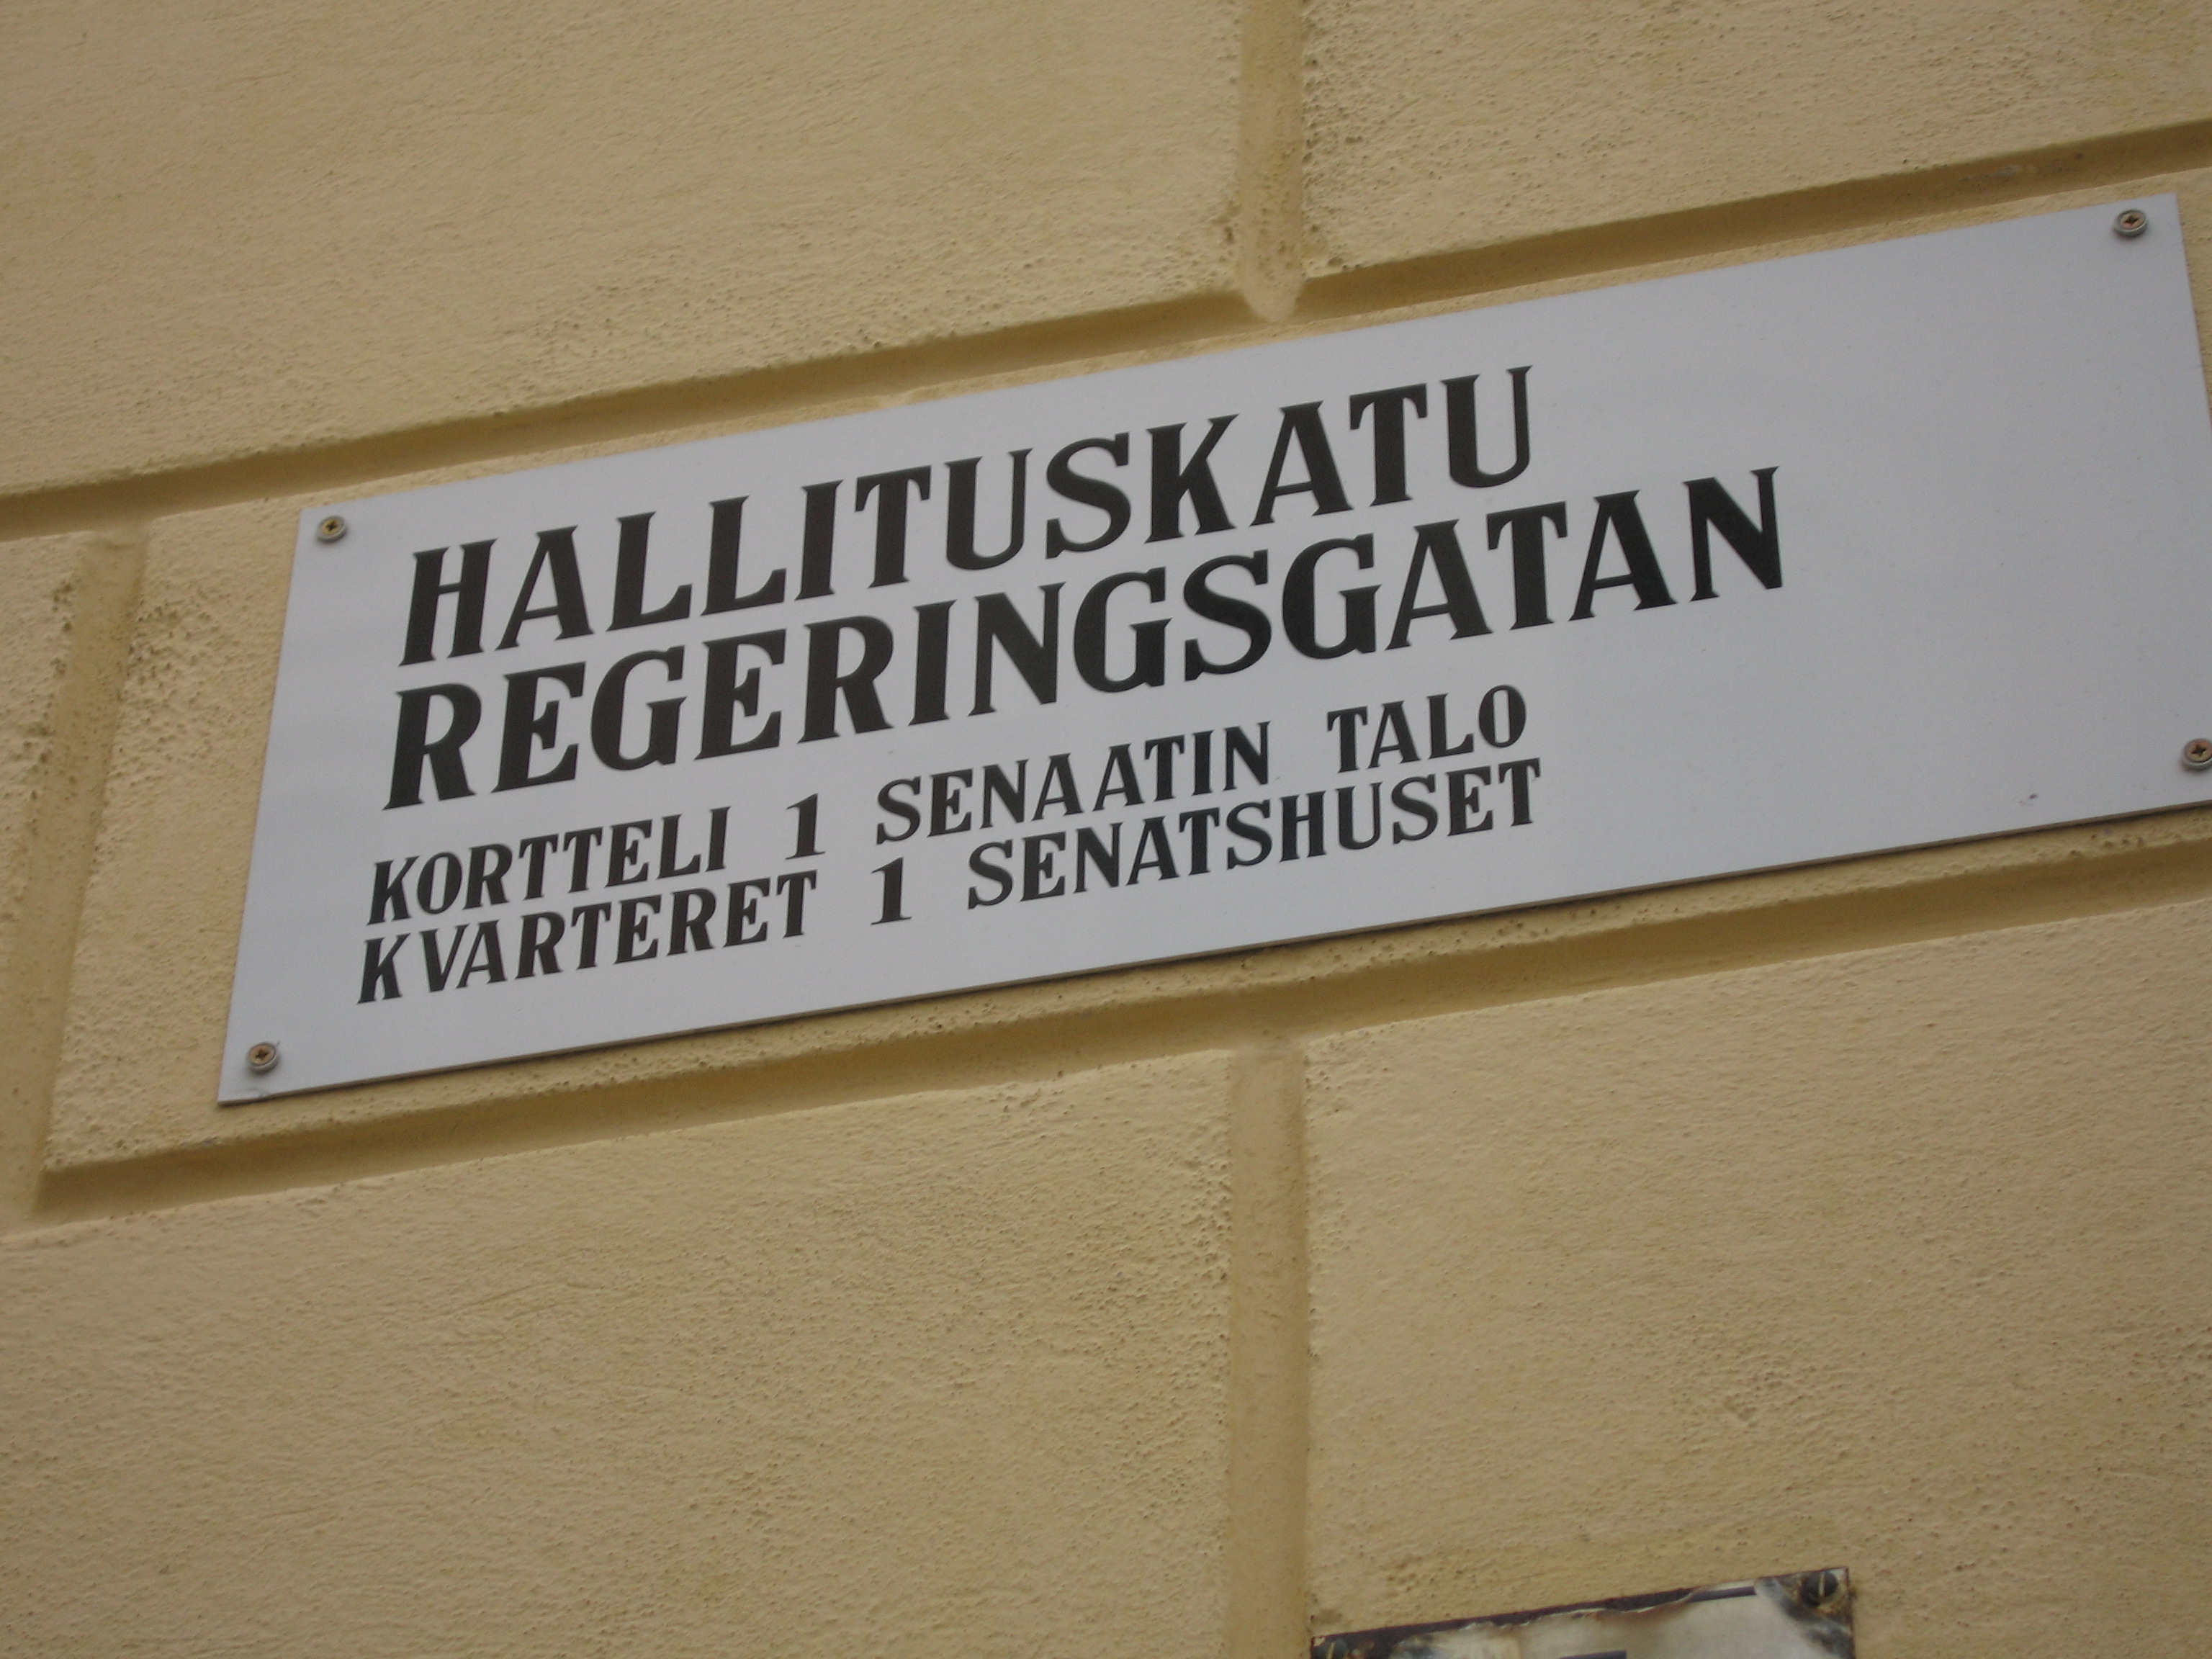 HALLITUSKATU
REGERINGSGATAN
KORTTELI 1 SENAATIN TALO
KVARTERET 1 SENATSHUSET